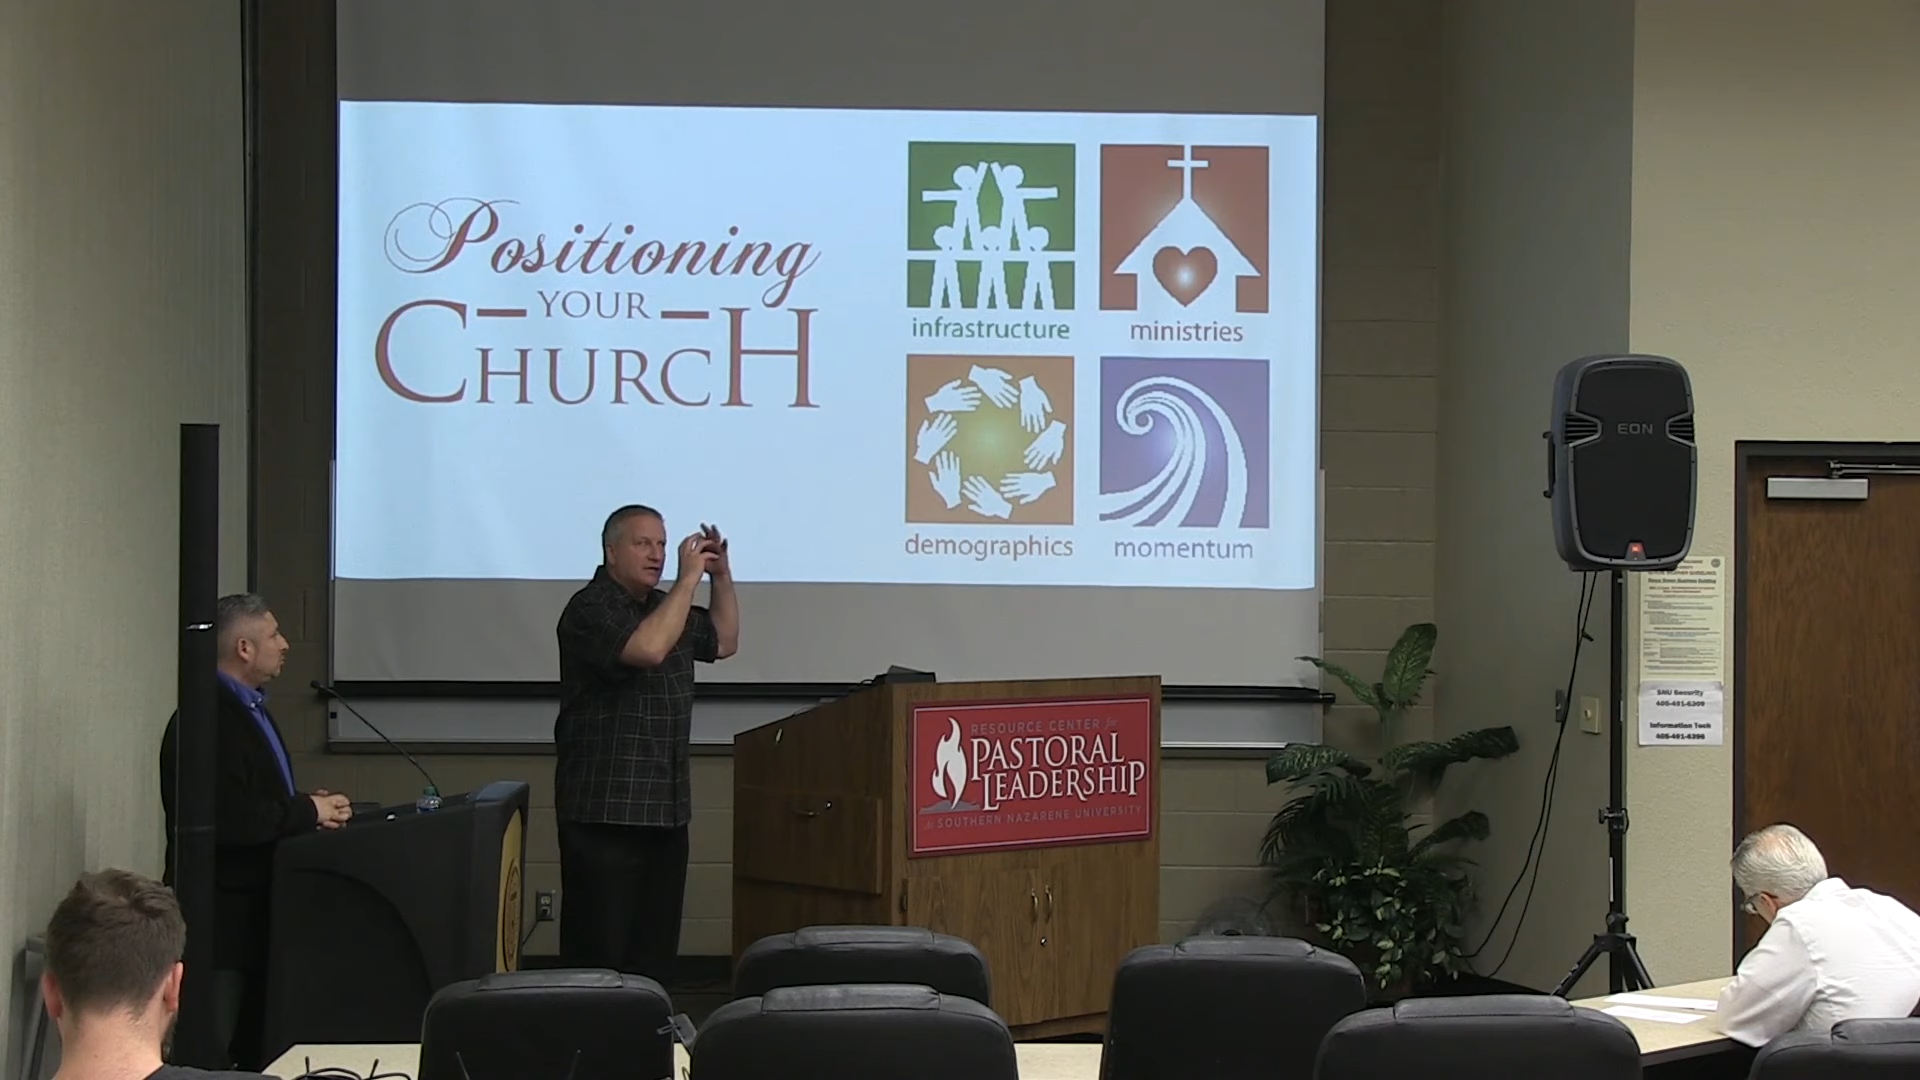 Positioning
YOUR
CHURCH
infrastructure
ministries
demographics
momentum
EON
RESOURCE CENTER for
PASTORAL
LEADERSHIP
At SOUTHERN NAZARENE UNIVERSITY
SNU Security
405-491-6209
Information Tech
405-491-6396